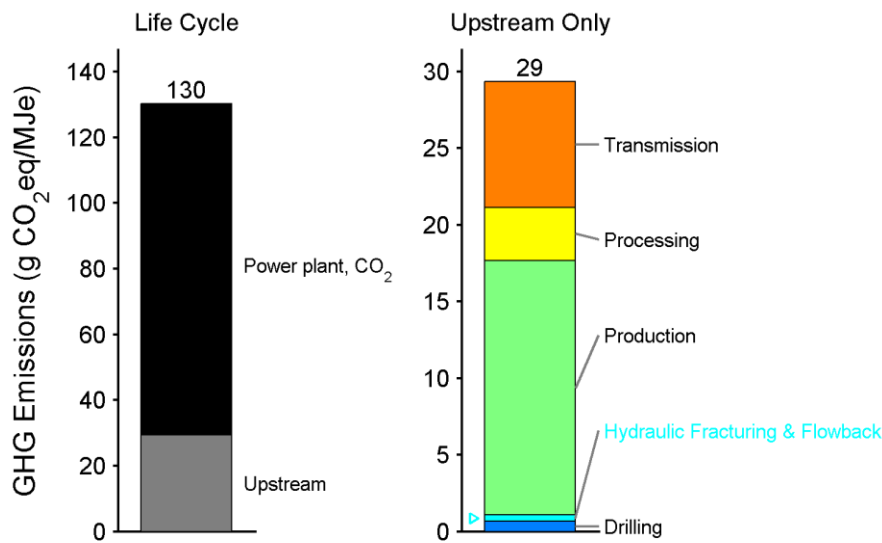 Life Cycle
Upstream Only
GHG Emissions (g CO₂eq/MJe)
140
120
100
80
60
40
20
0
130
Power plant, CO₂
Upstream
30
25
20
15
10
5
0
29
Transmission
Processing
Production
Hydraulic Fracturing & Flowback
Drilling